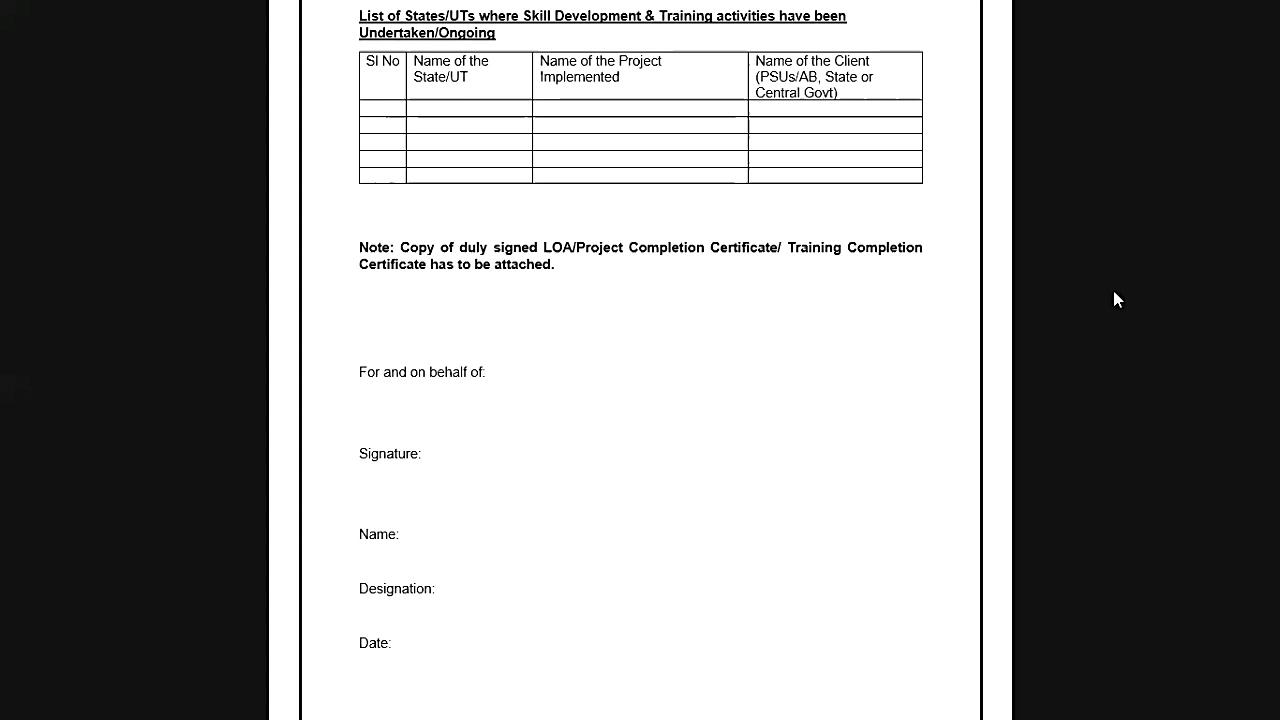 List of States/UTs where Skill Development & Training activities have been
Undertaken/Ongoing
Sl No
Name of the
State/UT
Name of the Project
Implemented
Name of the Client
(PSUs/AB, State or
Central Govt)
Note: Copy of duly signed LOA/Project Completion Certificate/ Training Completion
Certificate has to be attached.
For and on behalf of:
Signature:
Name:
Designation:
Date: